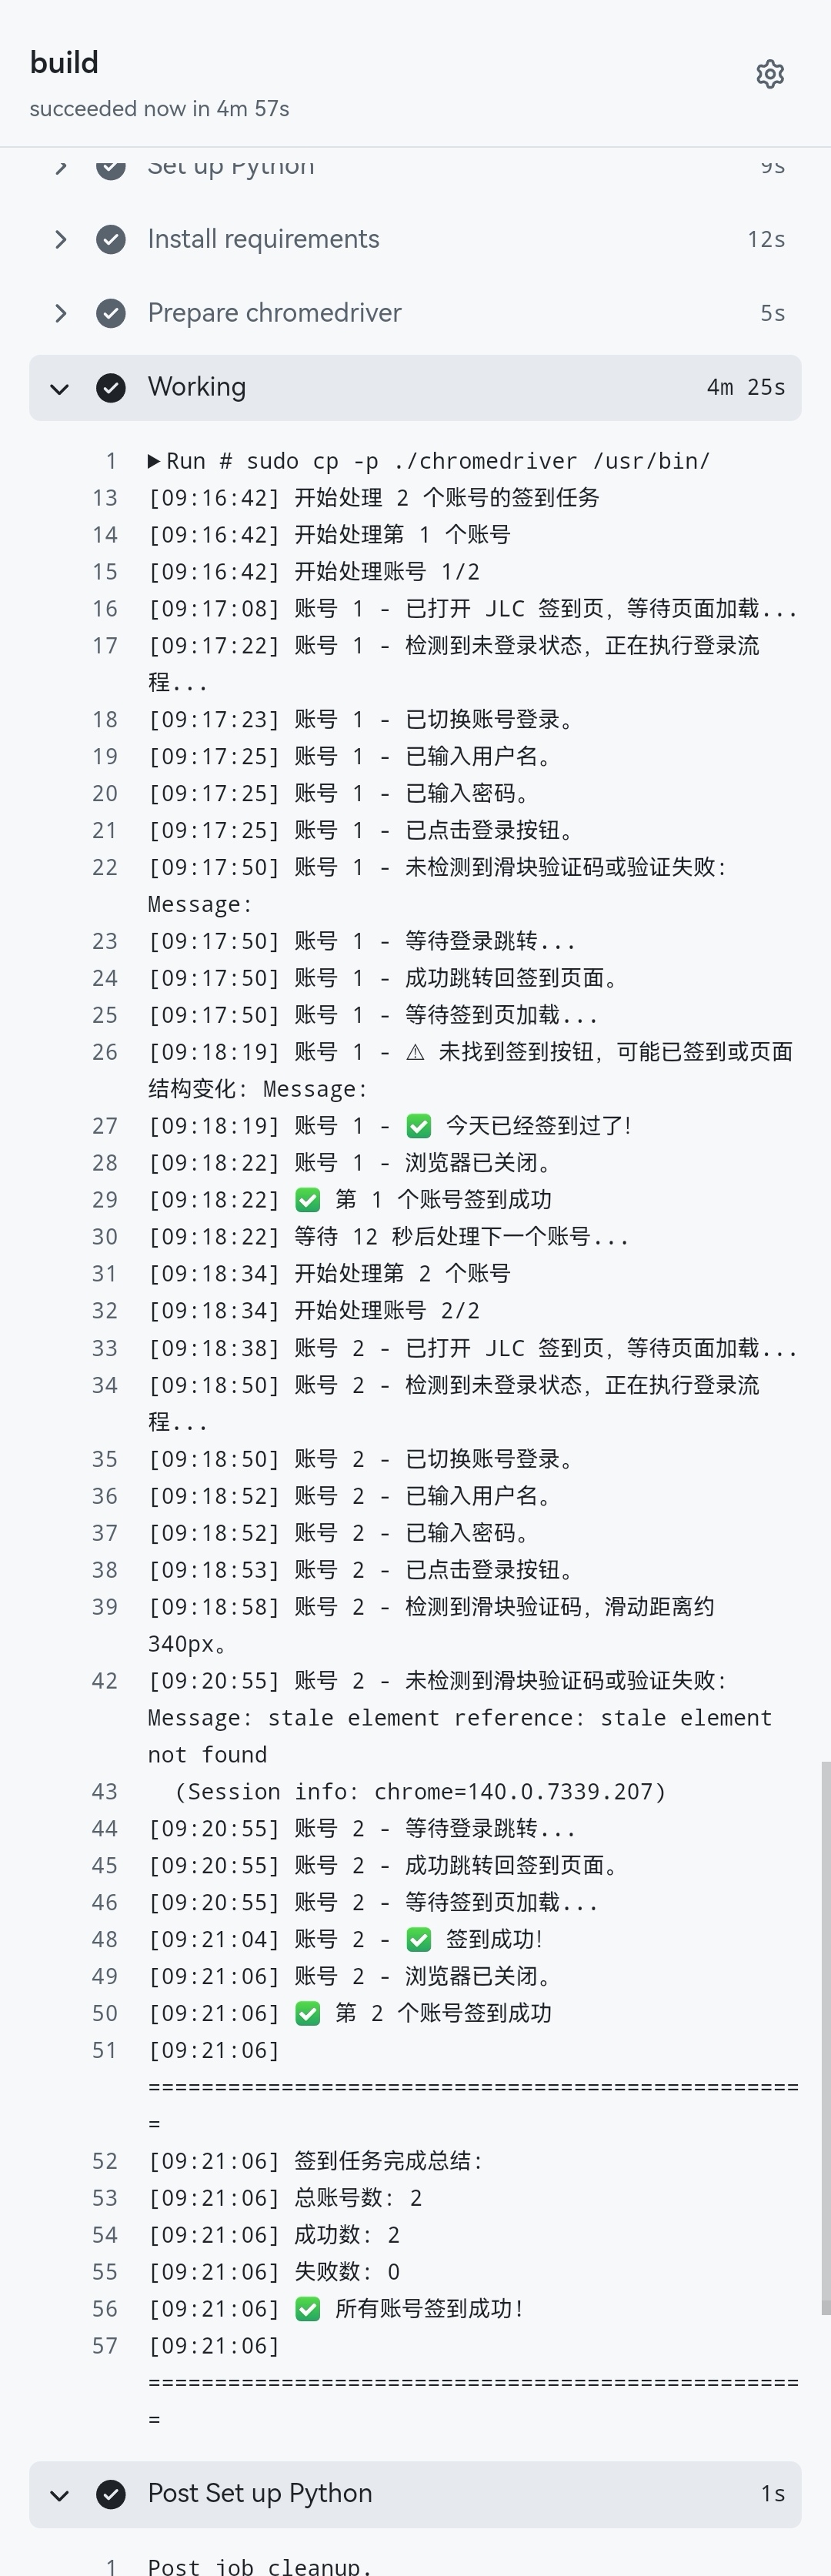 build
succeeded now in 4m 57s
Set up Python 9s
Install requirements 12s
Prepare chromedriver 5s
Working 4m 25s
1 ▶Run # sudo cp -p ./chromedriver /usr/bin/
13 [09:16:42] 开始处理 2 个账号的签到任务
14 [09:16:42] 开始处理第 1 个账号
15 [09:16:42] 开始处理账号 1/2
16 [09:17:08] 账号 1 - 已打开 JLC 签到页，等待页面加载...
17 [09:17:22] 账号 1 - 检测到未登录状态，正在执行登录流
程...
18 [09:17:23] 账号 1 - 已切换账号登录。
19 [09:17:25] 账号 1 - 已输入用户名。
20 [09:17:25] 账号 1 - 已输入密码。
21 [09:17:25] 账号 1 - 已点击登录按钮。
22 [09:17:50] 账号 1 - 未检测到滑块验证码或验证失败:
Message:
23 [09:17:50] 账号 1 - 等待登录跳转...
24 [09:17:50] 账号 1 - 成功跳转回签到页面。
25 [09:17:50] 账号 1 - 等待签到页加载...
26 [09:18:19] 账号 1 - ⚠ 未找到签到按钮，可能已签到或页面
结构变化: Message:
27 [09:18:19] 账号 1 - ✅ 今天已经签到过了!
28 [09:18:22] 账号 1 - 浏览器已关闭。
29 [09:18:22] ✅ 第 1 个账号签到成功
30 [09:18:22] 等待 12 秒后处理下一个账号...
31 [09:18:34] 开始处理第 2 个账号
32 [09:18:34] 开始处理账号 2/2
33 [09:18:38] 账号 2 - 已打开 JLC 签到页，等待页面加载...
34 [09:18:50] 账号 2 - 检测到未登录状态，正在执行登录流
程...
35 [09:18:50] 账号 2 - 已切换账号登录。
36 [09:18:52] 账号 2 - 已输入用户名。
37 [09:18:52] 账号 2 - 已输入密码。
38 [09:18:53] 账号 2 - 已点击登录按钮。
39 [09:18:58] 账号 2 - 检测到滑块验证码，滑动距离约
340px。
42 [09:20:55] 账号 2 - 未检测到滑块验证码或验证失败:
Message: stale element reference: stale element
not found
43 (Session info: chrome=140.0.7339.207)
44 [09:20:55] 账号 2 - 等待登录跳转...
45 [09:20:55] 账号 2 - 成功跳转回签到页面。
46 [09:20:55] 账号 2 - 等待签到页加载...
48 [09:21:04] 账号 2 - ✅ 签到成功!
49 [09:21:06] 账号 2 - 浏览器已关闭。
50 [09:21:06] ✅ 第 2 个账号签到成功
51 [09:21:06]
=================================================
=
52 [09:21:06] 签到任务完成总结:
53 [09:21:06] 总账号数: 2
54 [09:21:06] 成功数: 2
55 [09:21:06] 失败数: 0
56 [09:21:06] ✅ 所有账号签到成功!
57 [09:21:06]
=================================================
=
Post Set up Python 1s
1 Post job cleanup.